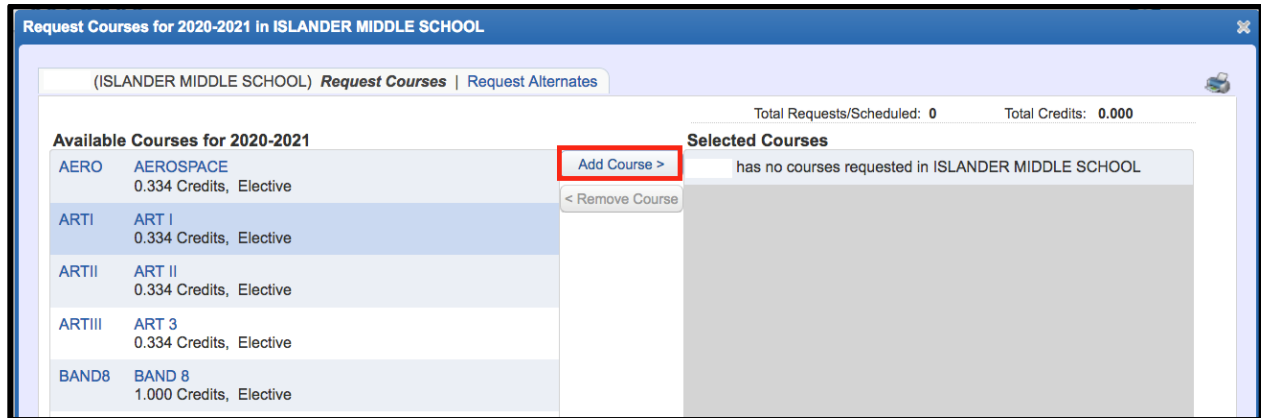 Request Courses for 2020-2021 in ISLANDER MIDDLE SCHOOL
(ISLANDER MIDDLE SCHOOL) Request Courses | Request Alternates
Total Requests/Scheduled: 0 Total Credits: 0.000
Available Courses for 2020-2021
Selected Courses
AERO AEROSPACE
0.334 Credits, Elective
Add Course >
has no courses requested in ISLANDER MIDDLE SCHOOL
< Remove Course
ARTI ART I
0.334 Credits, Elective
ARTII ART II
0.334 Credits, Elective
ARTIII ART 3
0.334 Credits, Elective
BAND8 BAND 8
1.000 Credits, Elective